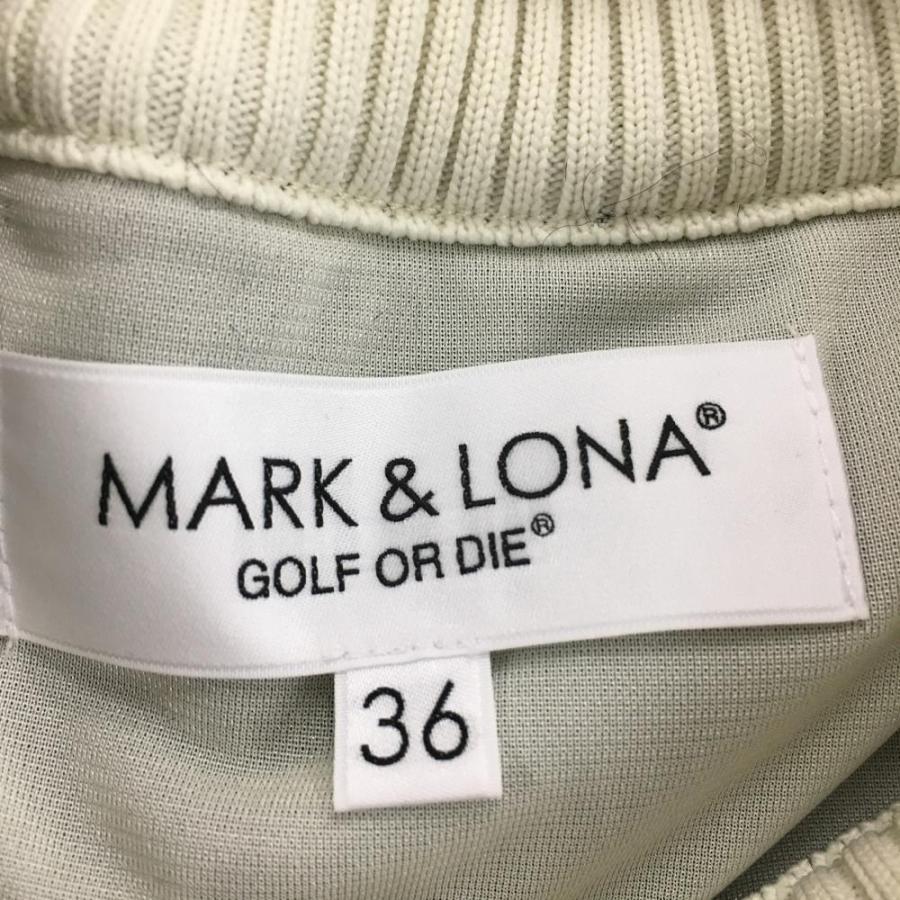 MARK & LONA®
GOLF OR DIE®
36